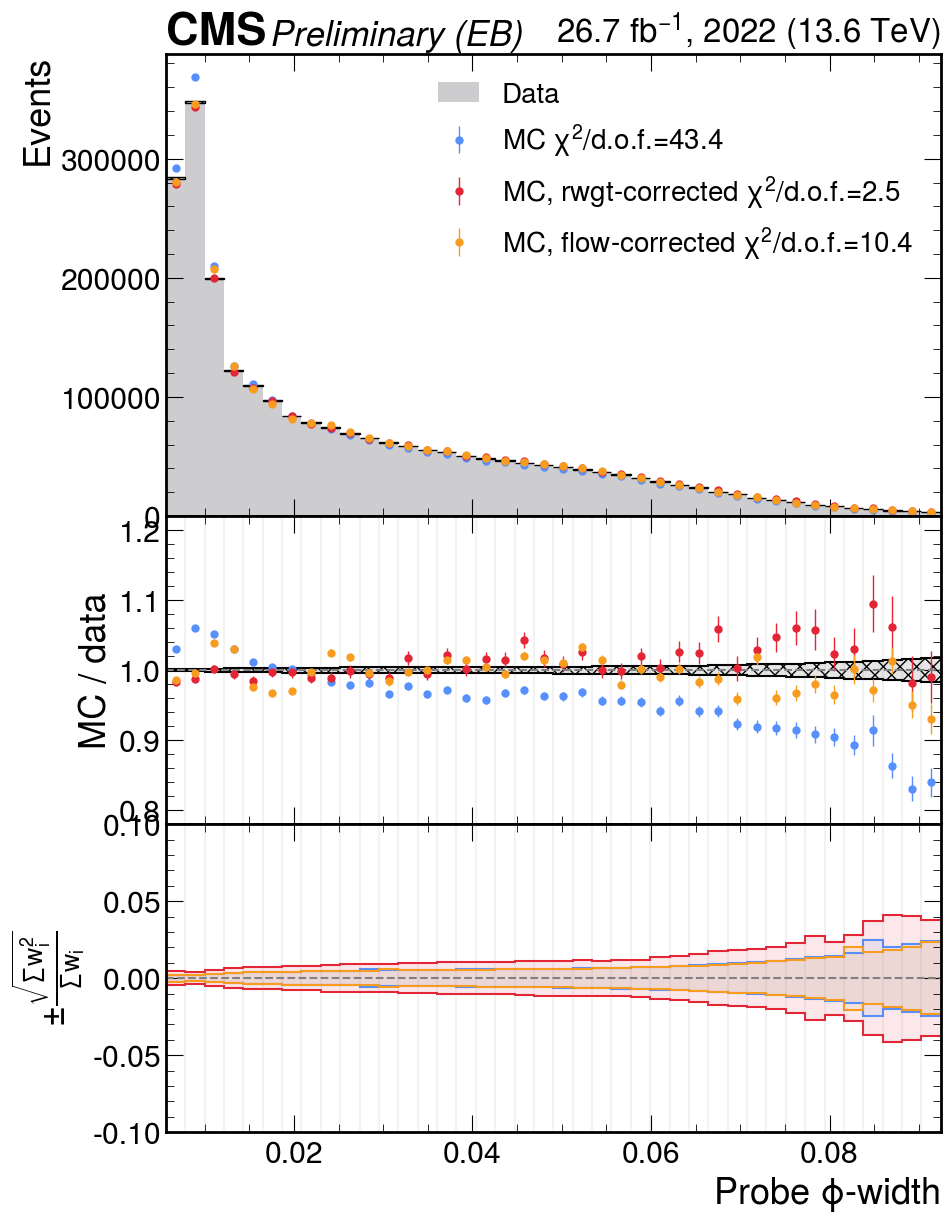 CMS Preliminary (EB) 26.7 fb⁻¹, 2022 (13.6 TeV)
Events
Data
MC χ²/d.o.f.=43.4
MC, rwgt-corrected χ²/d.o.f.=2.5
MC, flow-corrected χ²/d.o.f.=10.4
300000
200000
100000
0
MC / data
1.2
1.1
1.0
0.9
0.8
± √Σw_i² / Σw_i
0.10
0.05
0.00
-0.05
-0.10
0.02 0.04 0.06 0.08
Probe ϕ-width